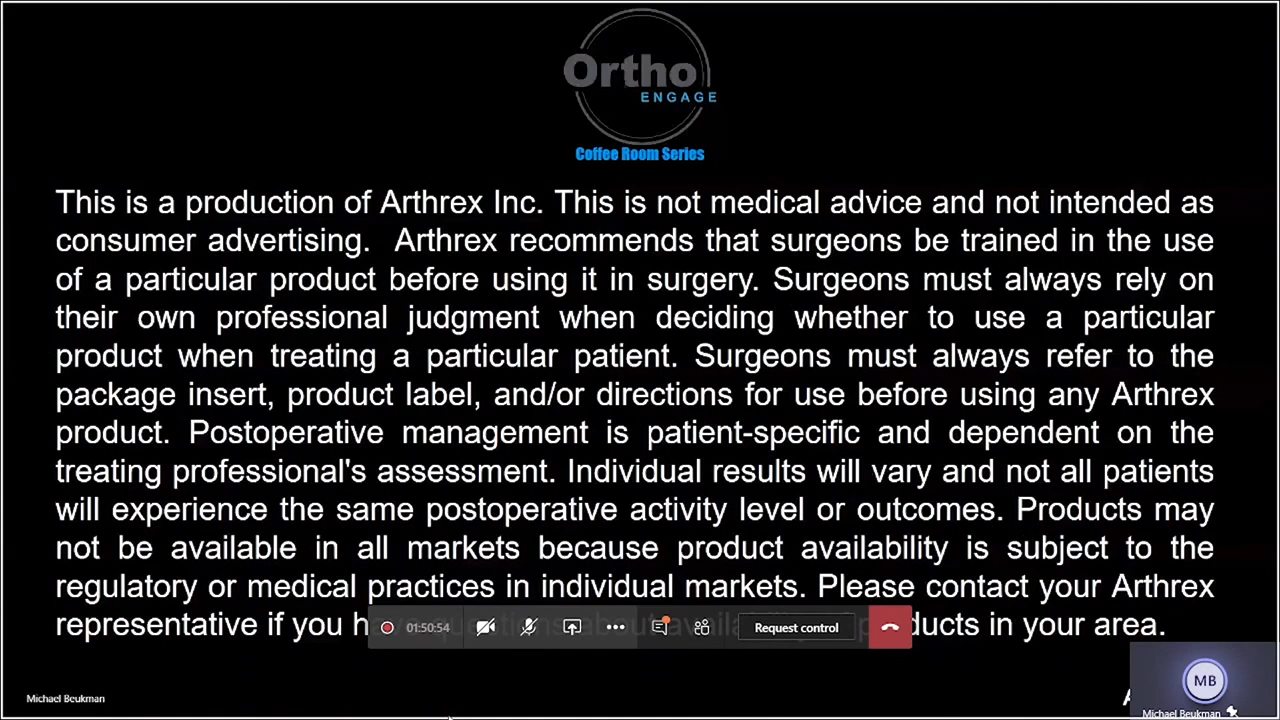 Ortho
ENGAGE
Coffee Room Series
This is a production of Arthrex Inc. This is not medical advice and not intended as
consumer advertising. Arthrex recommends that surgeons be trained in the use
of a particular product before using it in surgery. Surgeons must always rely on
their own professional judgment when deciding whether to use a particular
product when treating a particular patient. Surgeons must always refer to the
package insert, product label, and/or directions for use before using any Arthrex
product. Postoperative management is patient-specific and dependent on the
treating professional's assessment. Individual results will vary and not all patients
will experience the same postoperative activity level or outcomes. Products may
not be available in all markets because product availability is subject to the
regulatory or medical practices in individual markets. Please contact your Arthrex
representative if you have questions about availability of products in your area.
01:50:54
Request control
MB
Michael Beukman
Michael Beukman